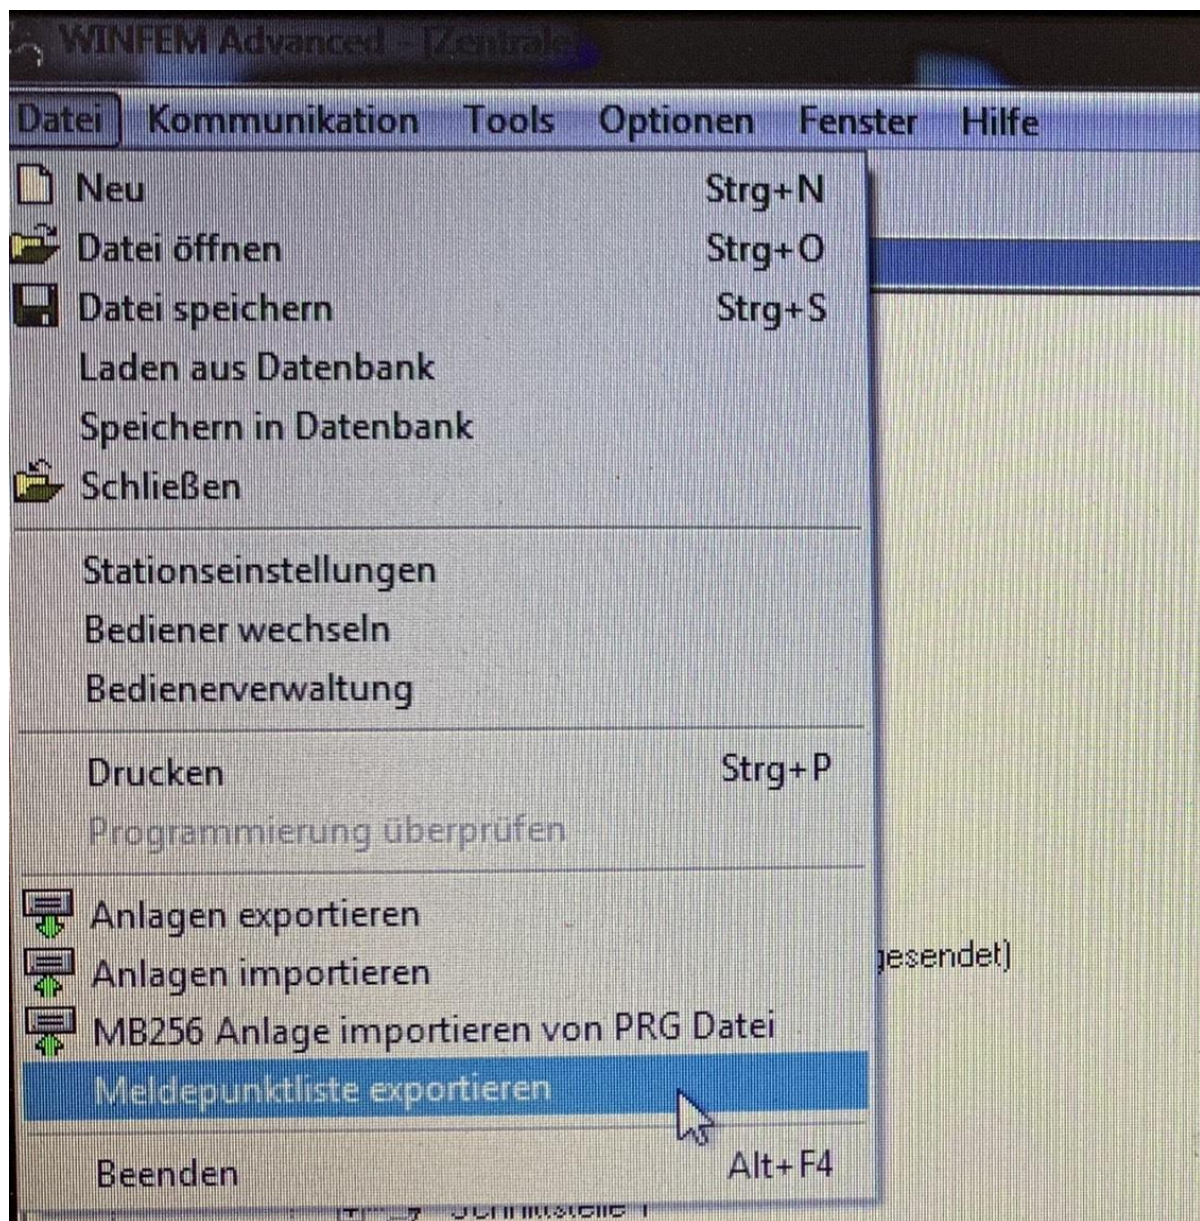 WINFEM Advanced - [Zentrale]
Datei Kommunikation Tools Optionen Fenster Hilfe
Neu Strg+N
Datei öffnen Strg+O
Datei speichern Strg+S
Laden aus Datenbank
Speichern in Datenbank
Schließen
Stationseinstellungen
Bediener wechseln
Bedienerverwaltung
Drucken Strg+P
Programmierung überprüfen
Anlagen exportieren
gesendet)
Anlagen importieren
MB256 Anlage importieren von PRG Datei
Meldepunktliste exportieren
Beenden Alt+F4